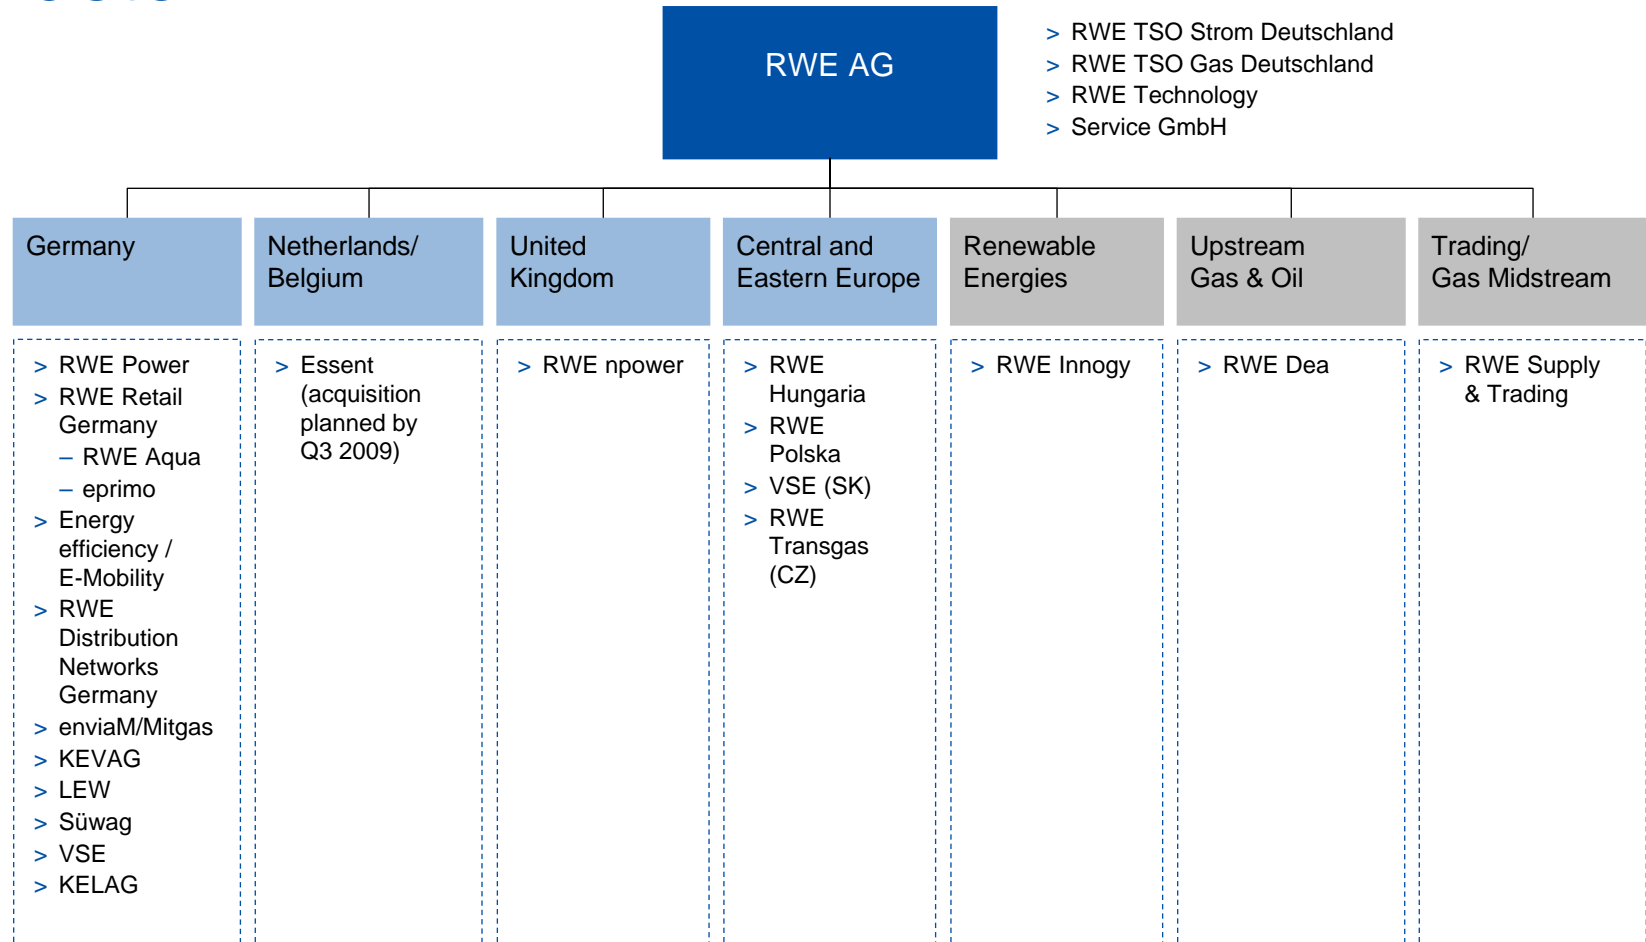 RWE AG
> RWE TSO Strom Deutschland
> RWE TSO Gas Deutschland
> RWE Technology
> Service GmbH
Germany
> RWE Power
> RWE Retail
Germany
– RWE Aqua
– eprimo
> Energy
efficiency /
E-Mobility
> RWE
Distribution
Networks
Germany
> enviaM/Mitgas
> KEVAG
> LEW
> Süwag
> VSE
> KELAG
Netherlands/
Belgium
> Essent
(acquisition
planned by
Q3 2009)
United
Kingdom
> RWE npower
Central and
Eastern Europe
> RWE
Hungaria
> RWE
Polska
> VSE (SK)
> RWE
Transgas
(CZ)
Renewable
Energies
> RWE Innogy
Upstream
Gas & Oil
> RWE Dea
Trading/
Gas Midstream
> RWE Supply
& Trading